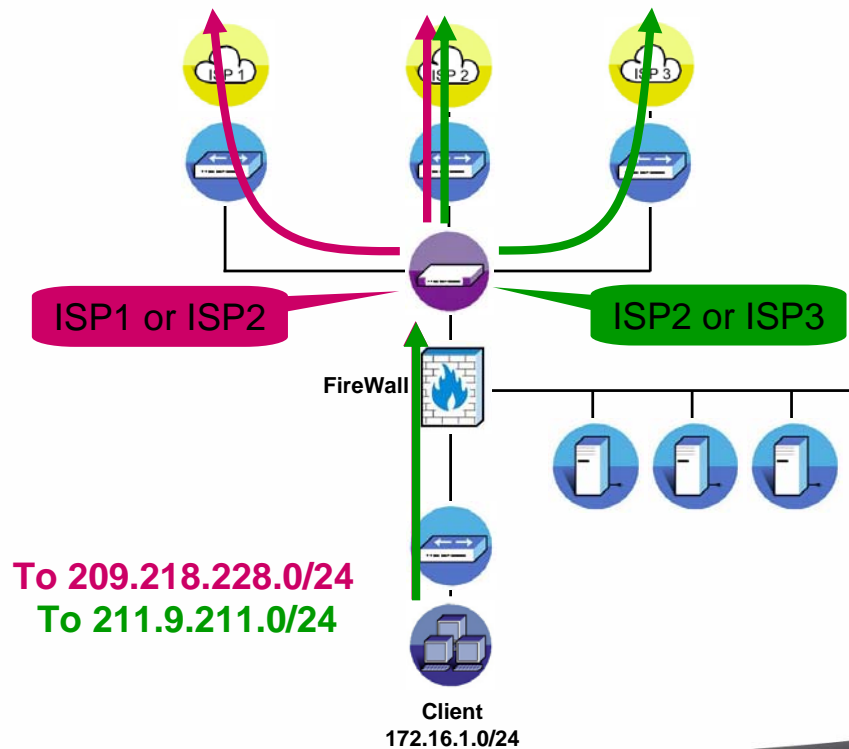 ISP 1
ISP 2
ISP 3
ISP1 or ISP2
ISP2 or ISP3
FireWall
To 209.218.228.0/24
To 211.9.211.0/24
Client
172.16.1.0/24